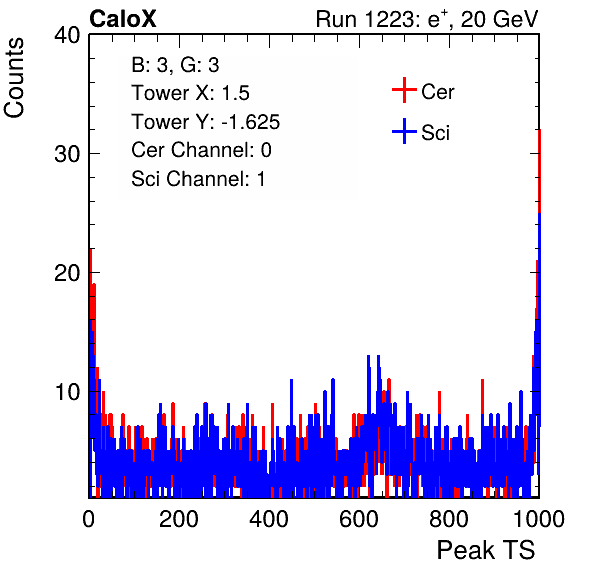 CaloX Run 1223: e+, 20 GeV
Counts
40
30
20
10
B: 3, G: 3
Tower X: 1.5
Tower Y: -1.625
Cer Channel: 0
Sci Channel: 1
Cer
Sci
0 200 400 600 800 1000
Peak TS